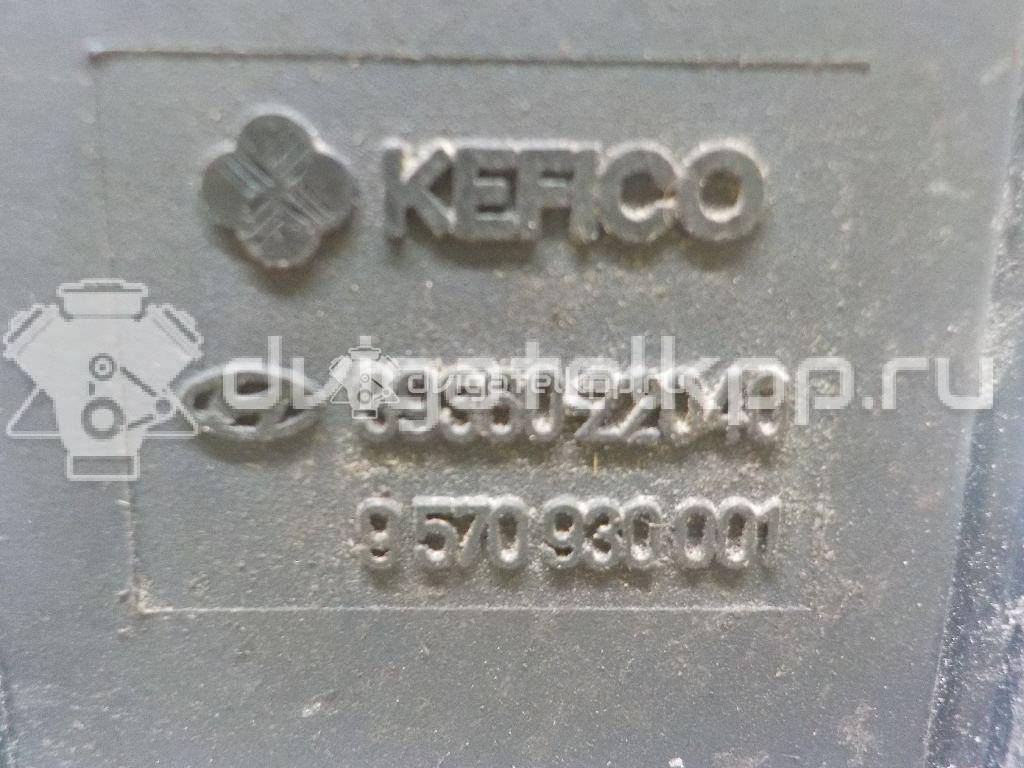 KEFICO
9 570 930 001
dvigatelkpp.ru